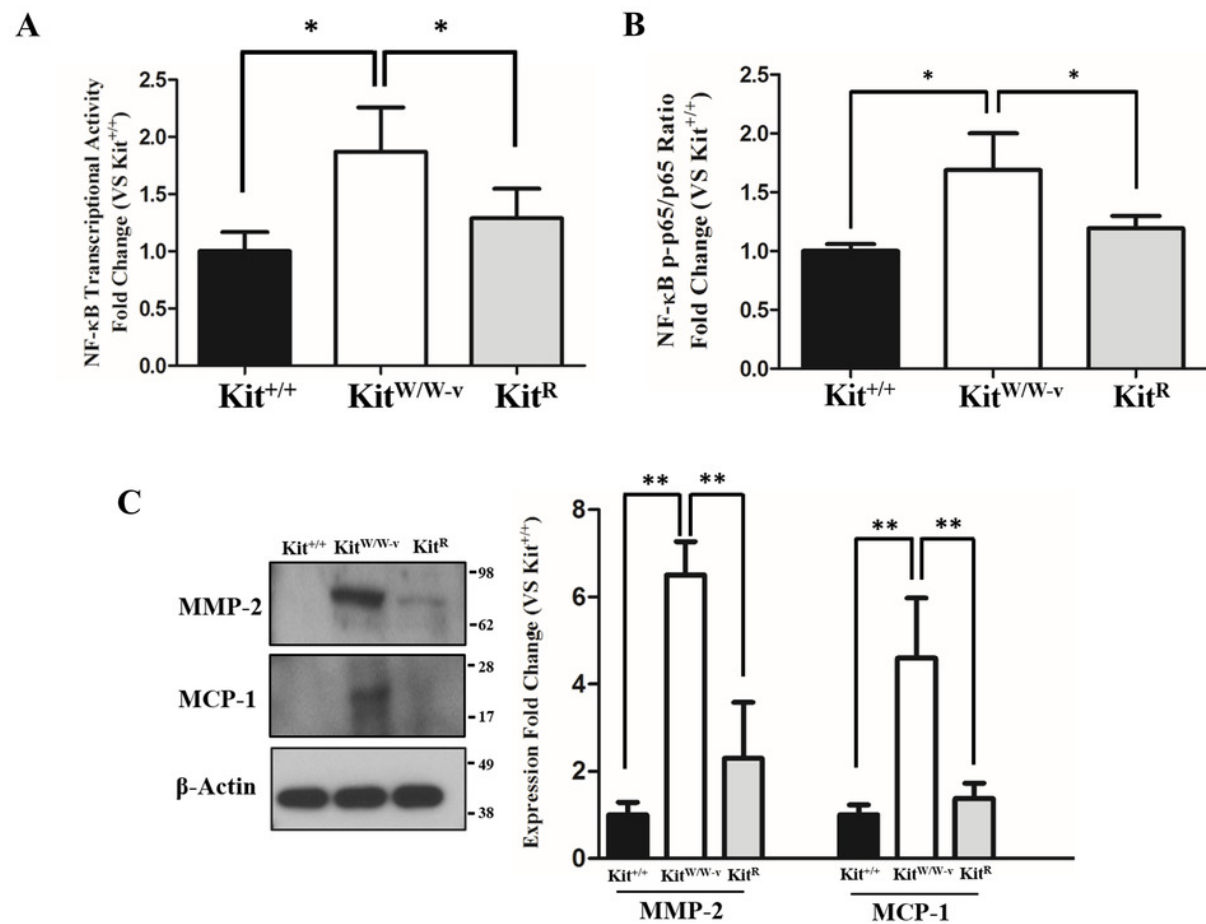 A
* *
NF-κB Transcriptional Activity
Fold Change (VS Kit+/+)
2.5
2.0
1.5
1.0
0.5
0.0
Kit+/+ KitW/W-v KitR
B
* *
NF-κB p-p65/p65 Ratio
Fold Change (VS Kit+/+)
2.5
2.0
1.5
1.0
0.5
0.0
Kit+/+ KitW/W-v KitR
C
Kit+/+ KitW/W-v KitR
MMP-2
-98
-62
MCP-1
-28
-17
β-Actin
-49
-38
** **
** **
Expression Fold Change (VS Kit+/+)
8
6
4
2
0
Kit+/+ KitW/W-v KitR
Kit+/+ KitW/W-v KitR
MMP-2
MCP-1